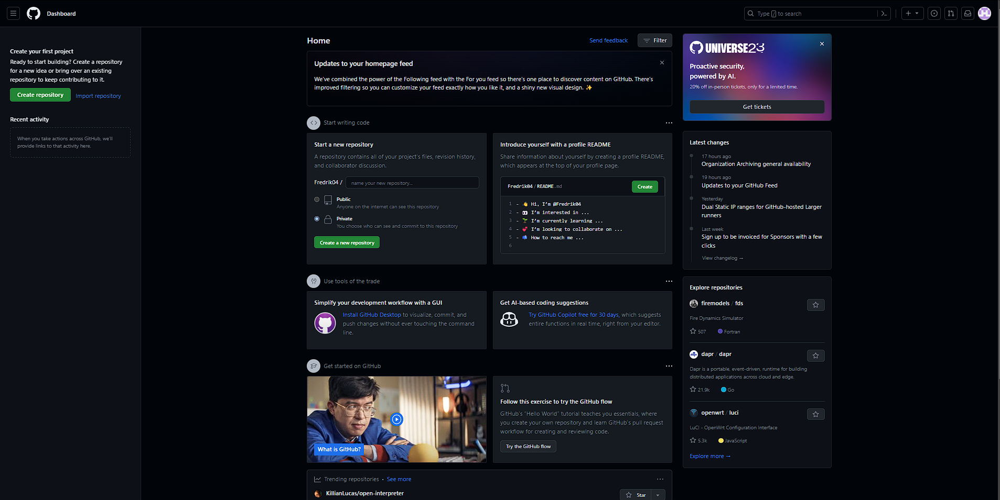 Dashboard
Type / to search
Create your first project
Ready to start building? Create a repository
for a new idea or bring over an existing
repository to keep contributing to it.
Create repository
Import repository
Recent activity
When you take actions across GitHub, we'll
provide links to that activity here.
Home
Send feedback
Filter
Updates to your homepage feed
We've combined the power of the Following feed with the For you feed so there's one place to discover content on GitHub. There's
improved filtering so you can customize your feed exactly how you like it, and a shiny new visual design. ✨
Start writing code
Start a new repository
A repository contains all of your project's files, revision history,
and collaborator discussion.
Fredrik04 /
name your new repository...
Public
Anyone on the internet can see this repository
Private
You choose who can see and commit to this repository
Create a new repository
Introduce yourself with a profile README
Share information about yourself by creating a profile README,
which appears at the top of your profile page.
Fredrik04 / README.md
Create
1 - 👋 Hi, I'm @Fredrik04
2 - 👀 I'm interested in ...
3 - 🌱 I'm currently learning ...
4 - 💞️ I'm looking to collaborate on ...
5 - 📫 How to reach me ...
6
Use tools of the trade
Simplify your development workflow with a GUI
Install GitHub Desktop to visualize, commit, and
push changes without ever touching the command
line.
Get AI-based coding suggestions
Try GitHub Copilot free for 30 days, which suggests
entire functions in real time, right from your editor.
Get started on GitHub
What is GitHub?
Follow this exercise to try the GitHub flow
GitHub's "Hello World" tutorial teaches you essentials, where
you create your own repository and learn GitHub's pull request
workflow for creating and reviewing code.
Try the GitHub flow
Trending repositories · See more
KillianLucas/open-interpreter
Star
UNIVERSE23
Proactive security,
powered by AI.
20% off in-person tickets, only for a limited time.
Get tickets
Latest changes
17 hours ago
Organization Archiving general availability
19 hours ago
Updates to your GitHub Feed
Yesterday
Dual Static IP ranges for GitHub-hosted Larger
runners
Last week
Sign up to be invoiced for Sponsors with a few
clicks
View changelog →
Explore repositories
firemodels / fds
Fire Dynamics Simulator
507
Fortran
dapr
dapr / dapr
Dapr is a portable, event-driven, runtime for building
distributed applications across cloud and edge.
21.9k
Go
openwrt / luci
LuCI - OpenWrt Configuration Interface
5.3k
JavaScript
Explore more →